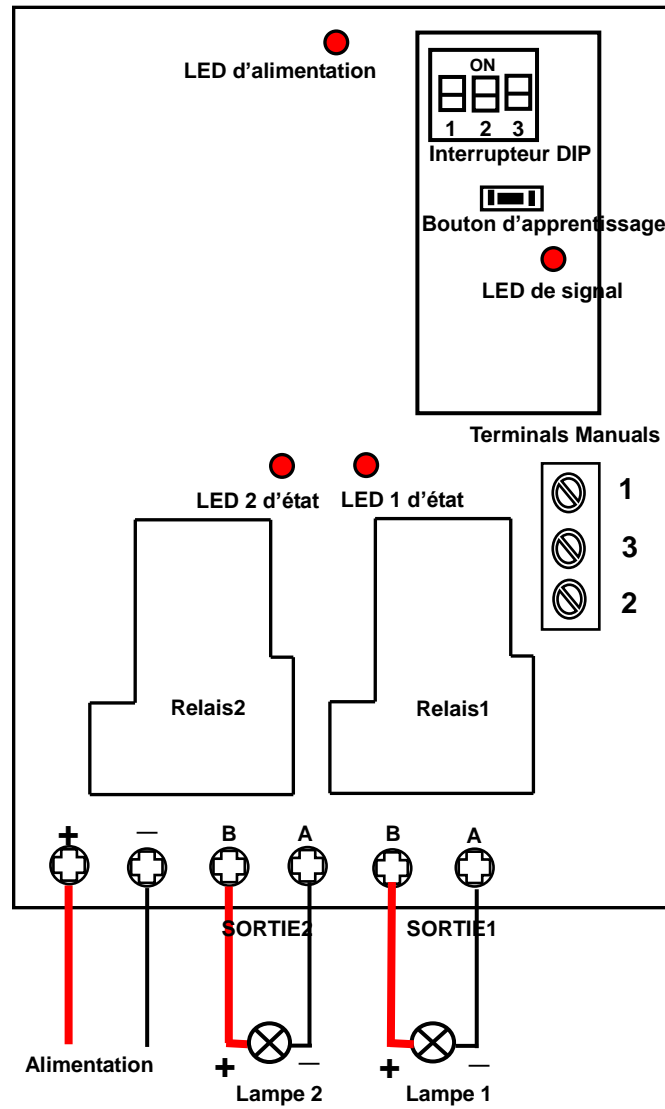 LED d'alimentation
ON
1 2 3
Interrupteur DIP
Bouton d'apprentissage
LED de signal
Terminals Manuals
1
3
2
LED 2 d'état
LED 1 d'état
Relais2
Relais1
+ — B A B A
SORTIE2
SORTIE1
Alimentation
+ —
Lampe 2
+ —
Lampe 1